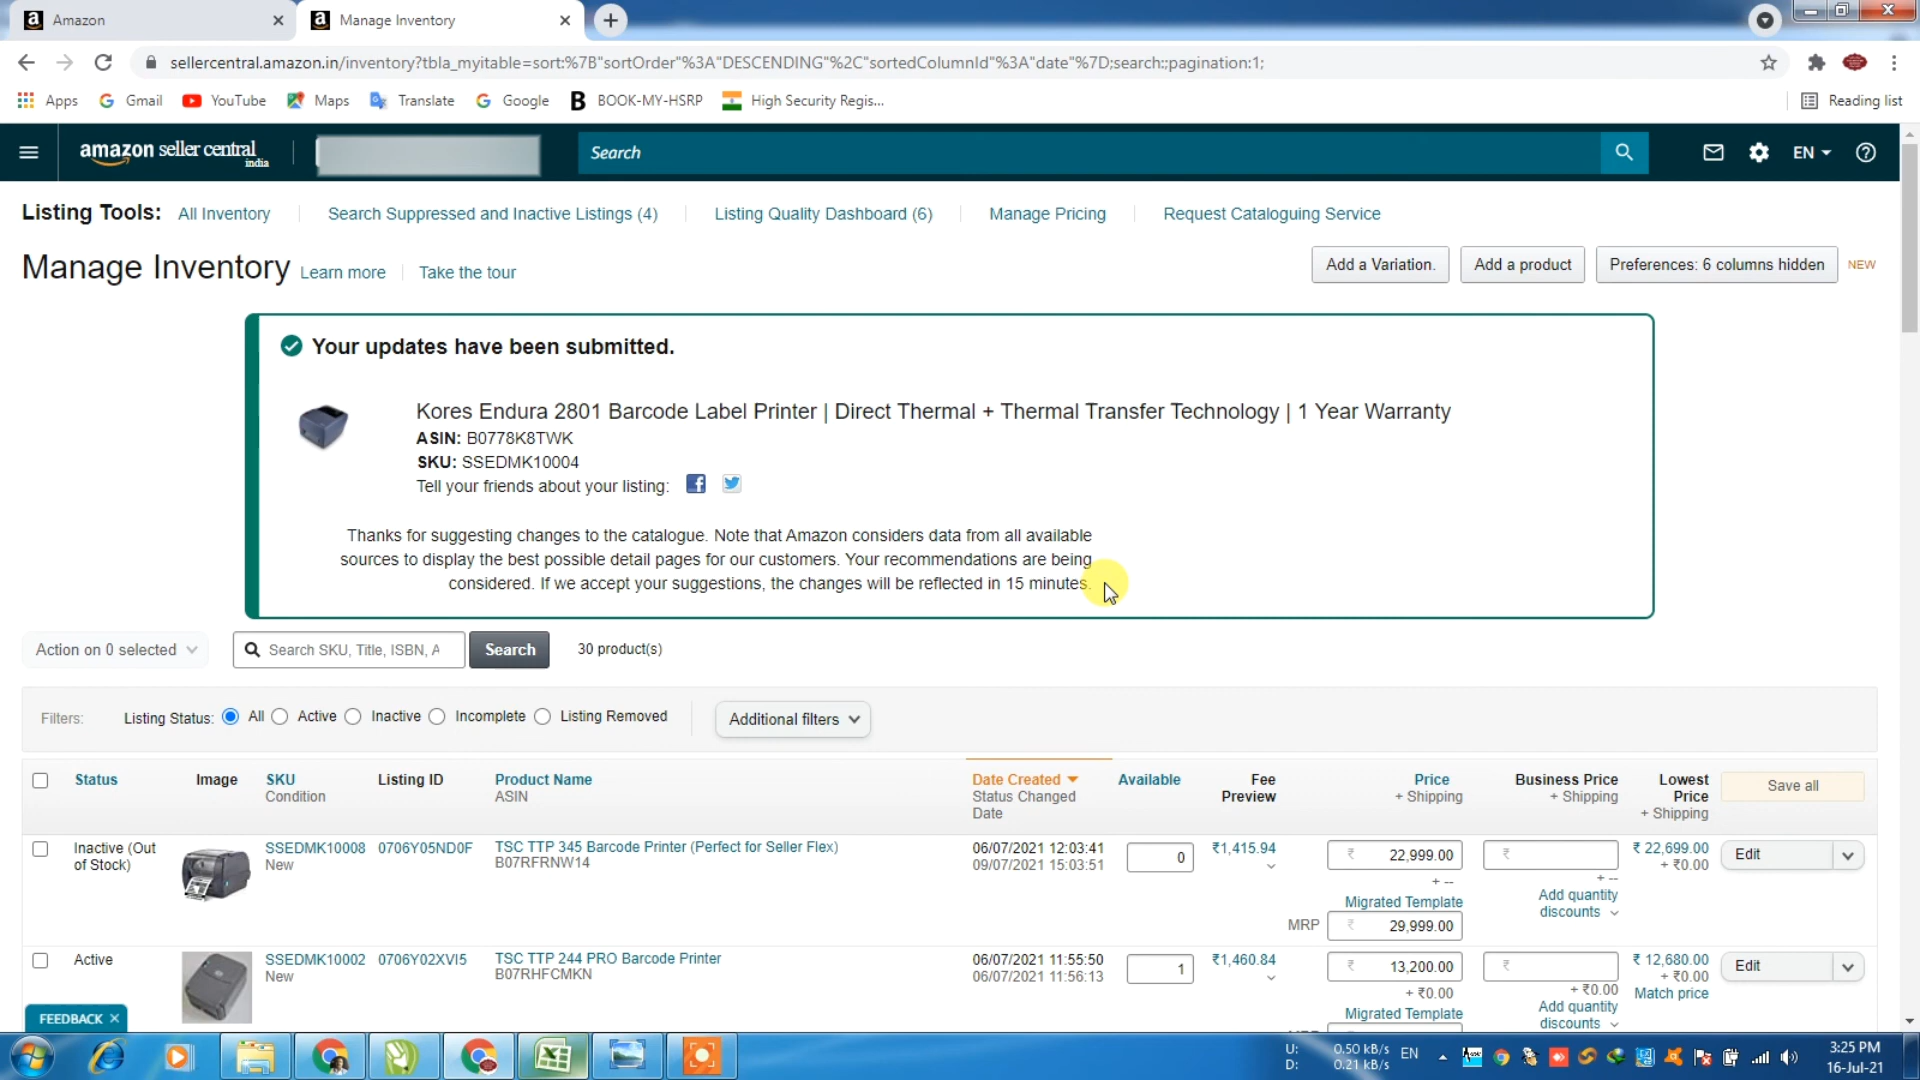 Amazon
Manage Inventory
sellercentral.amazon.in/inventory?tbla_myitable=sort:%7B"sortOrder"%3A"DESCENDING"%2C"sortedColumnId"%3A"date"%7D;search:;pagination:1;
Apps Gmail YouTube Maps Translate Google BOOK-MY-HSRP High Security Regis... Reading list
amazon seller central india Search EN
Listing Tools: All Inventory Search Suppressed and Inactive Listings (4) Listing Quality Dashboard (6) Manage Pricing Request Cataloguing Service
Manage Inventory Learn more Take the tour Add a Variation. Add a product Preferences: 6 columns hidden NEW
Your updates have been submitted.
Kores Endura 2801 Barcode Label Printer | Direct Thermal + Thermal Transfer Technology | 1 Year Warranty
ASIN: B0778K8TWK
SKU: SSEDMK10004
Tell your friends about your listing:
Thanks for suggesting changes to the catalogue. Note that Amazon considers data from all available
sources to display the best possible detail pages for our customers. Your recommendations are being
considered. If we accept your suggestions, the changes will be reflected in 15 minutes.
Action on 0 selected Search SKU, Title, ISBN, A Search 30 product(s)
Filters: Listing Status: All Active Inactive Incomplete Listing Removed Additional filters
Status Image SKU Listing ID Product Name Date Created Available Fee Price Business Price Lowest Save all
Condition ASIN Status Changed Preview + Shipping + Shipping Price
Date + Shipping
Inactive (Out SSEDMK10008 0706Y05ND0F TSC TTP 345 Barcode Printer (Perfect for Seller Flex) 06/07/2021 12:03:41 0 ₹1,415.94 ₹ 22,999.00 ₹ ₹ 22,699.00 Edit
of Stock) New B07RFRNW14 09/07/2021 15:03:51 + ₹0.00
+ -- + --
Migrated Template Add quantity
MRP ₹ 29,999.00 discounts
Active SSEDMK10002 0706Y02XVI5 TSC TTP 244 PRO Barcode Printer 06/07/2021 11:55:50 1 ₹1,460.84 ₹ 13,200.00 ₹ ₹ 12,680.00 Edit
New B07RHFCMKN 06/07/2021 11:56:13 + ₹0.00
+ ₹0.00 + ₹0.00 Match price
Migrated Template Add quantity
discounts
FEEDBACK
U: 0.50 kB/s EN 3:25 PM
D: 0.21 kB/s 16-Jul-21